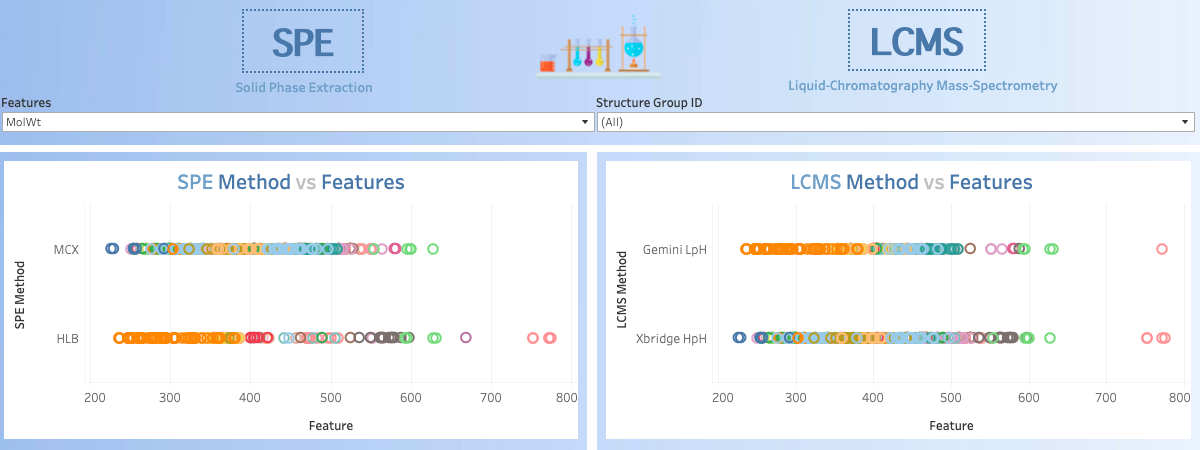 SPE
LCMS
Solid Phase Extraction
Liquid-Chromatography Mass-Spectrometry
Features
Structure Group ID
MolWt
(All)
SPE Method vs Features
MCX
HLB
SPE Method
200 300 400 500 600 700 800
Feature
LCMS Method vs Features
Gemini LpH
Xbridge HpH
LCMS Method
200 300 400 500 600 700 800
Feature